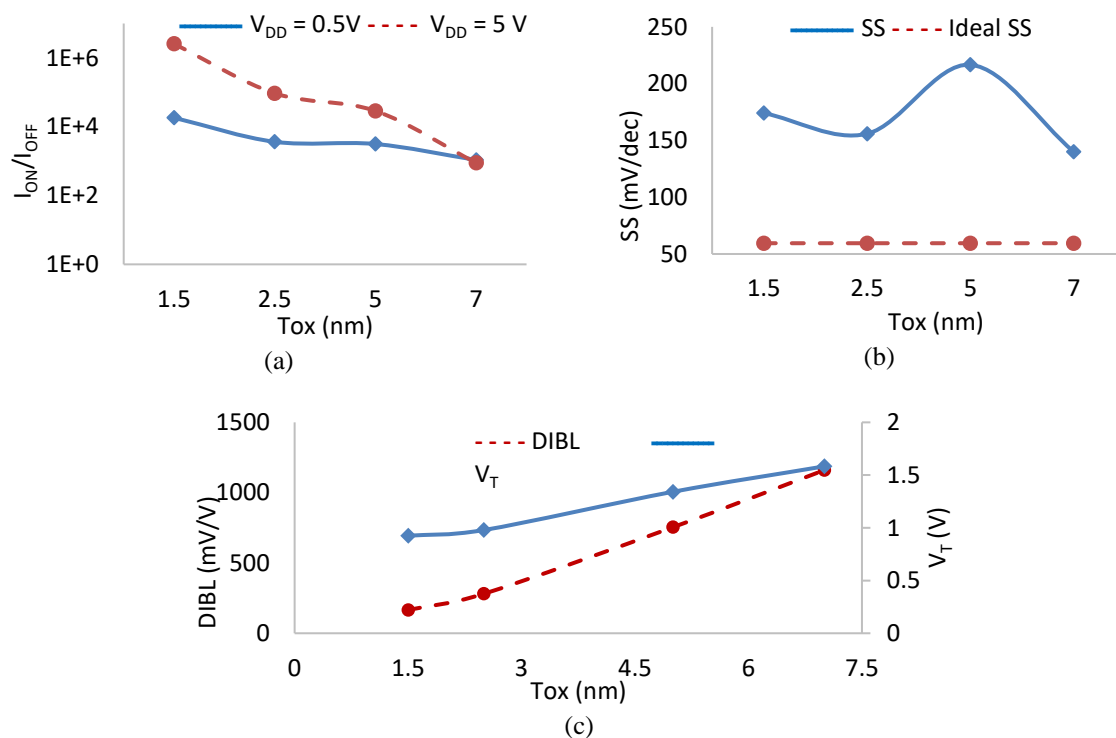 V_DD = 0.5V V_DD = 5 V
I_ON/I_OFF
1E+6
1E+4
1E+2
1E+0
1.5 2.5 5 7
Tox (nm)
(a)
SS Ideal SS
SS (mV/dec)
250
200
150
100
50
1.5 2.5 5 7
Tox (nm)
(b)
DIBL
V_T
DIBL (mV/V)
1500
1000
500
0
2
1.5
1
0.5
0
V_T (V)
0 1.5 3 4.5 6 7.5
Tox (nm)
(c)